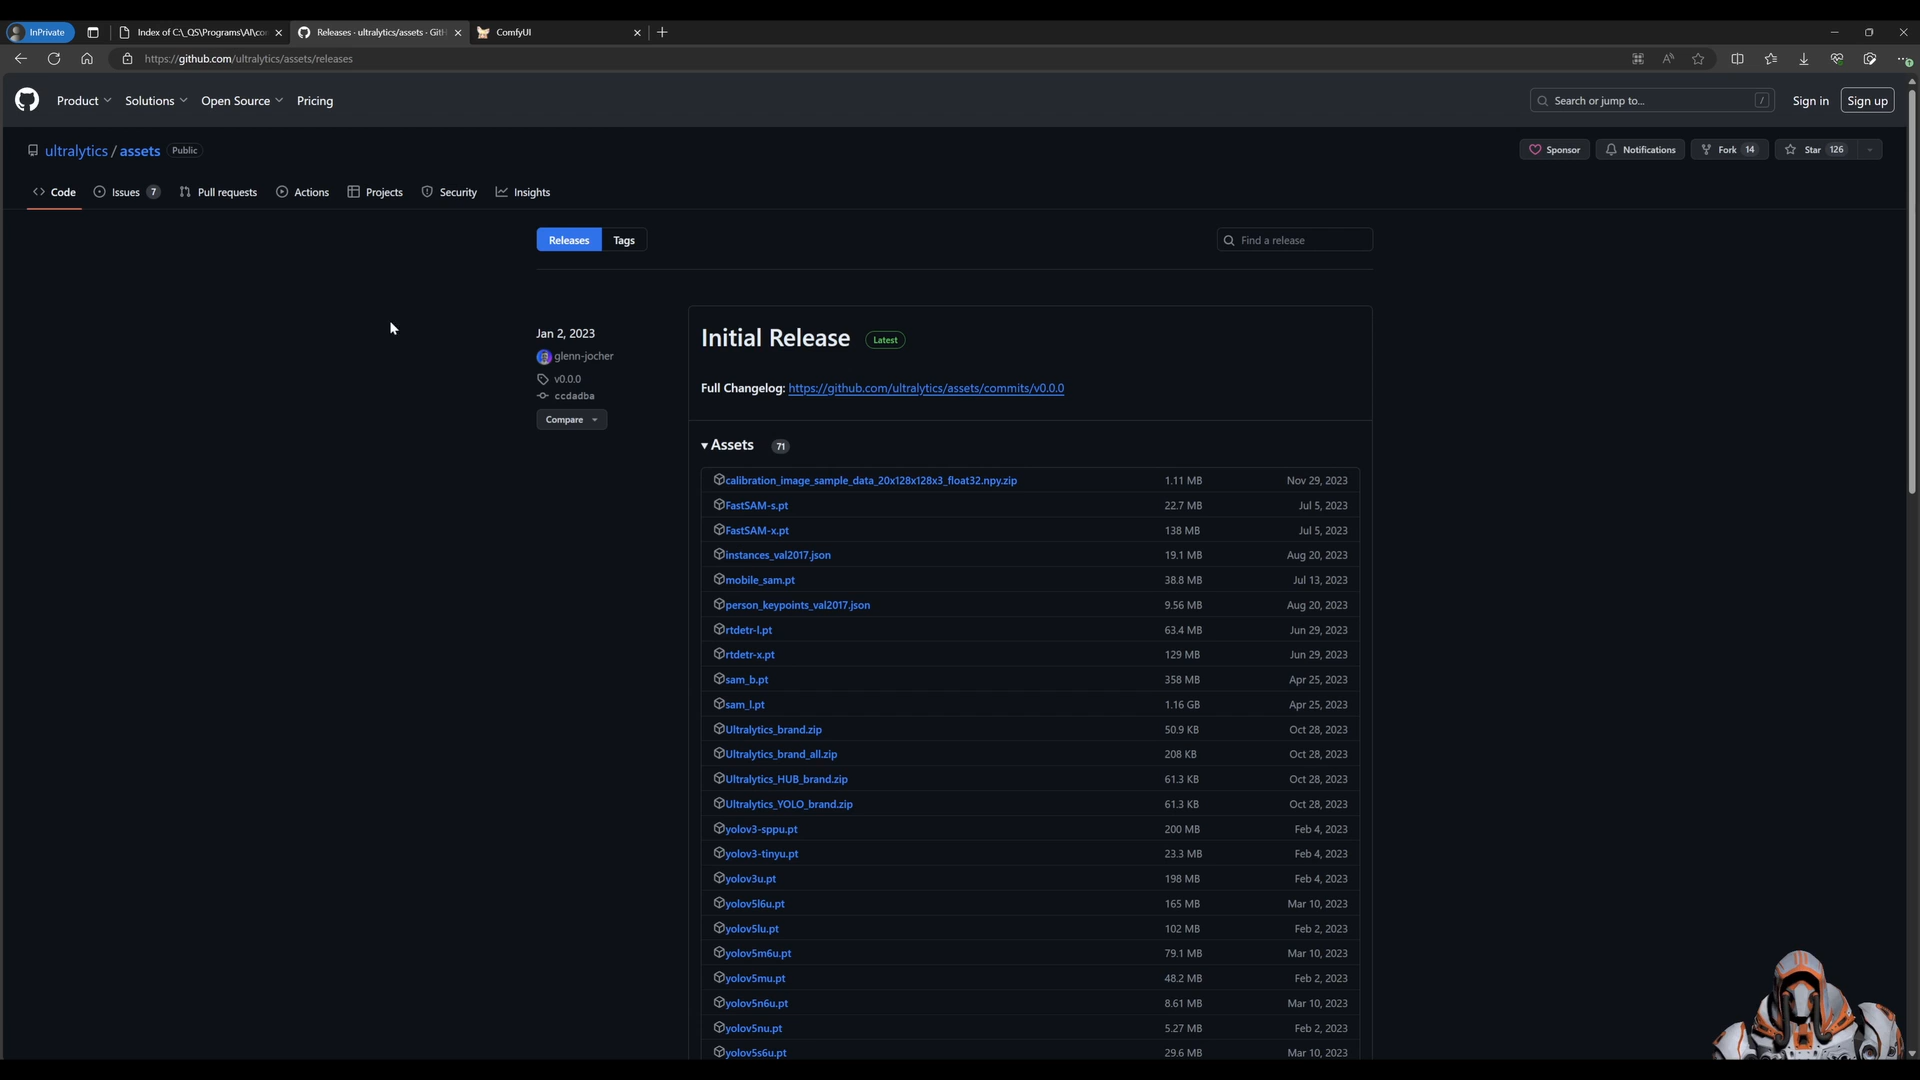 InPrivate
Index of C:\_QS\Programs\AI\co
Releases · ultralytics/assets · GitH
ComfyUI
https://github.com/ultralytics/assets/releases
Product
Solutions
Open Source
Pricing
Search or jump to...
/
Sign in
Sign up
ultralytics / assets
Public
Sponsor
Notifications
Fork 14
Star 126
Code
Issues 7
Pull requests
Actions
Projects
Security
Insights
Releases
Tags
Find a release
Jan 2, 2023
glenn-jocher
v0.0.0
ccdadba
Compare
Initial Release
Latest
Full Changelog: https://github.com/ultralytics/assets/commits/v0.0.0
Assets 71
calibration_image_sample_data_20x128x128x3_float32.npy.zip 1.11 MB Nov 29, 2023
FastSAM-s.pt 22.7 MB Jul 5, 2023
FastSAM-x.pt 138 MB Jul 5, 2023
instances_val2017.json 19.1 MB Aug 20, 2023
mobile_sam.pt 38.8 MB Jul 13, 2023
person_keypoints_val2017.json 9.56 MB Aug 20, 2023
rtdetr-l.pt 63.4 MB Jun 29, 2023
rtdetr-x.pt 129 MB Jun 29, 2023
sam_b.pt 358 MB Apr 25, 2023
sam_l.pt 1.16 GB Apr 25, 2023
Ultralytics_brand.zip 50.9 KB Oct 28, 2023
Ultralytics_brand_all.zip 208 KB Oct 28, 2023
Ultralytics_HUB_brand.zip 61.3 KB Oct 28, 2023
Ultralytics_YOLO_brand.zip 61.3 KB Oct 28, 2023
yolov3-sppu.pt 200 MB Feb 4, 2023
yolov3-tinyu.pt 23.3 MB Feb 4, 2023
yolov3u.pt 198 MB Feb 4, 2023
yolov5l6u.pt 165 MB Mar 10, 2023
yolov5lu.pt 102 MB Feb 2, 2023
yolov5m6u.pt 79.1 MB Mar 10, 2023
yolov5mu.pt 48.2 MB Feb 2, 2023
yolov5n6u.pt 8.61 MB Mar 10, 2023
yolov5nu.pt 5.27 MB Feb 2, 2023
yolov5s6u.pt 29.6 MB Mar 10, 2023